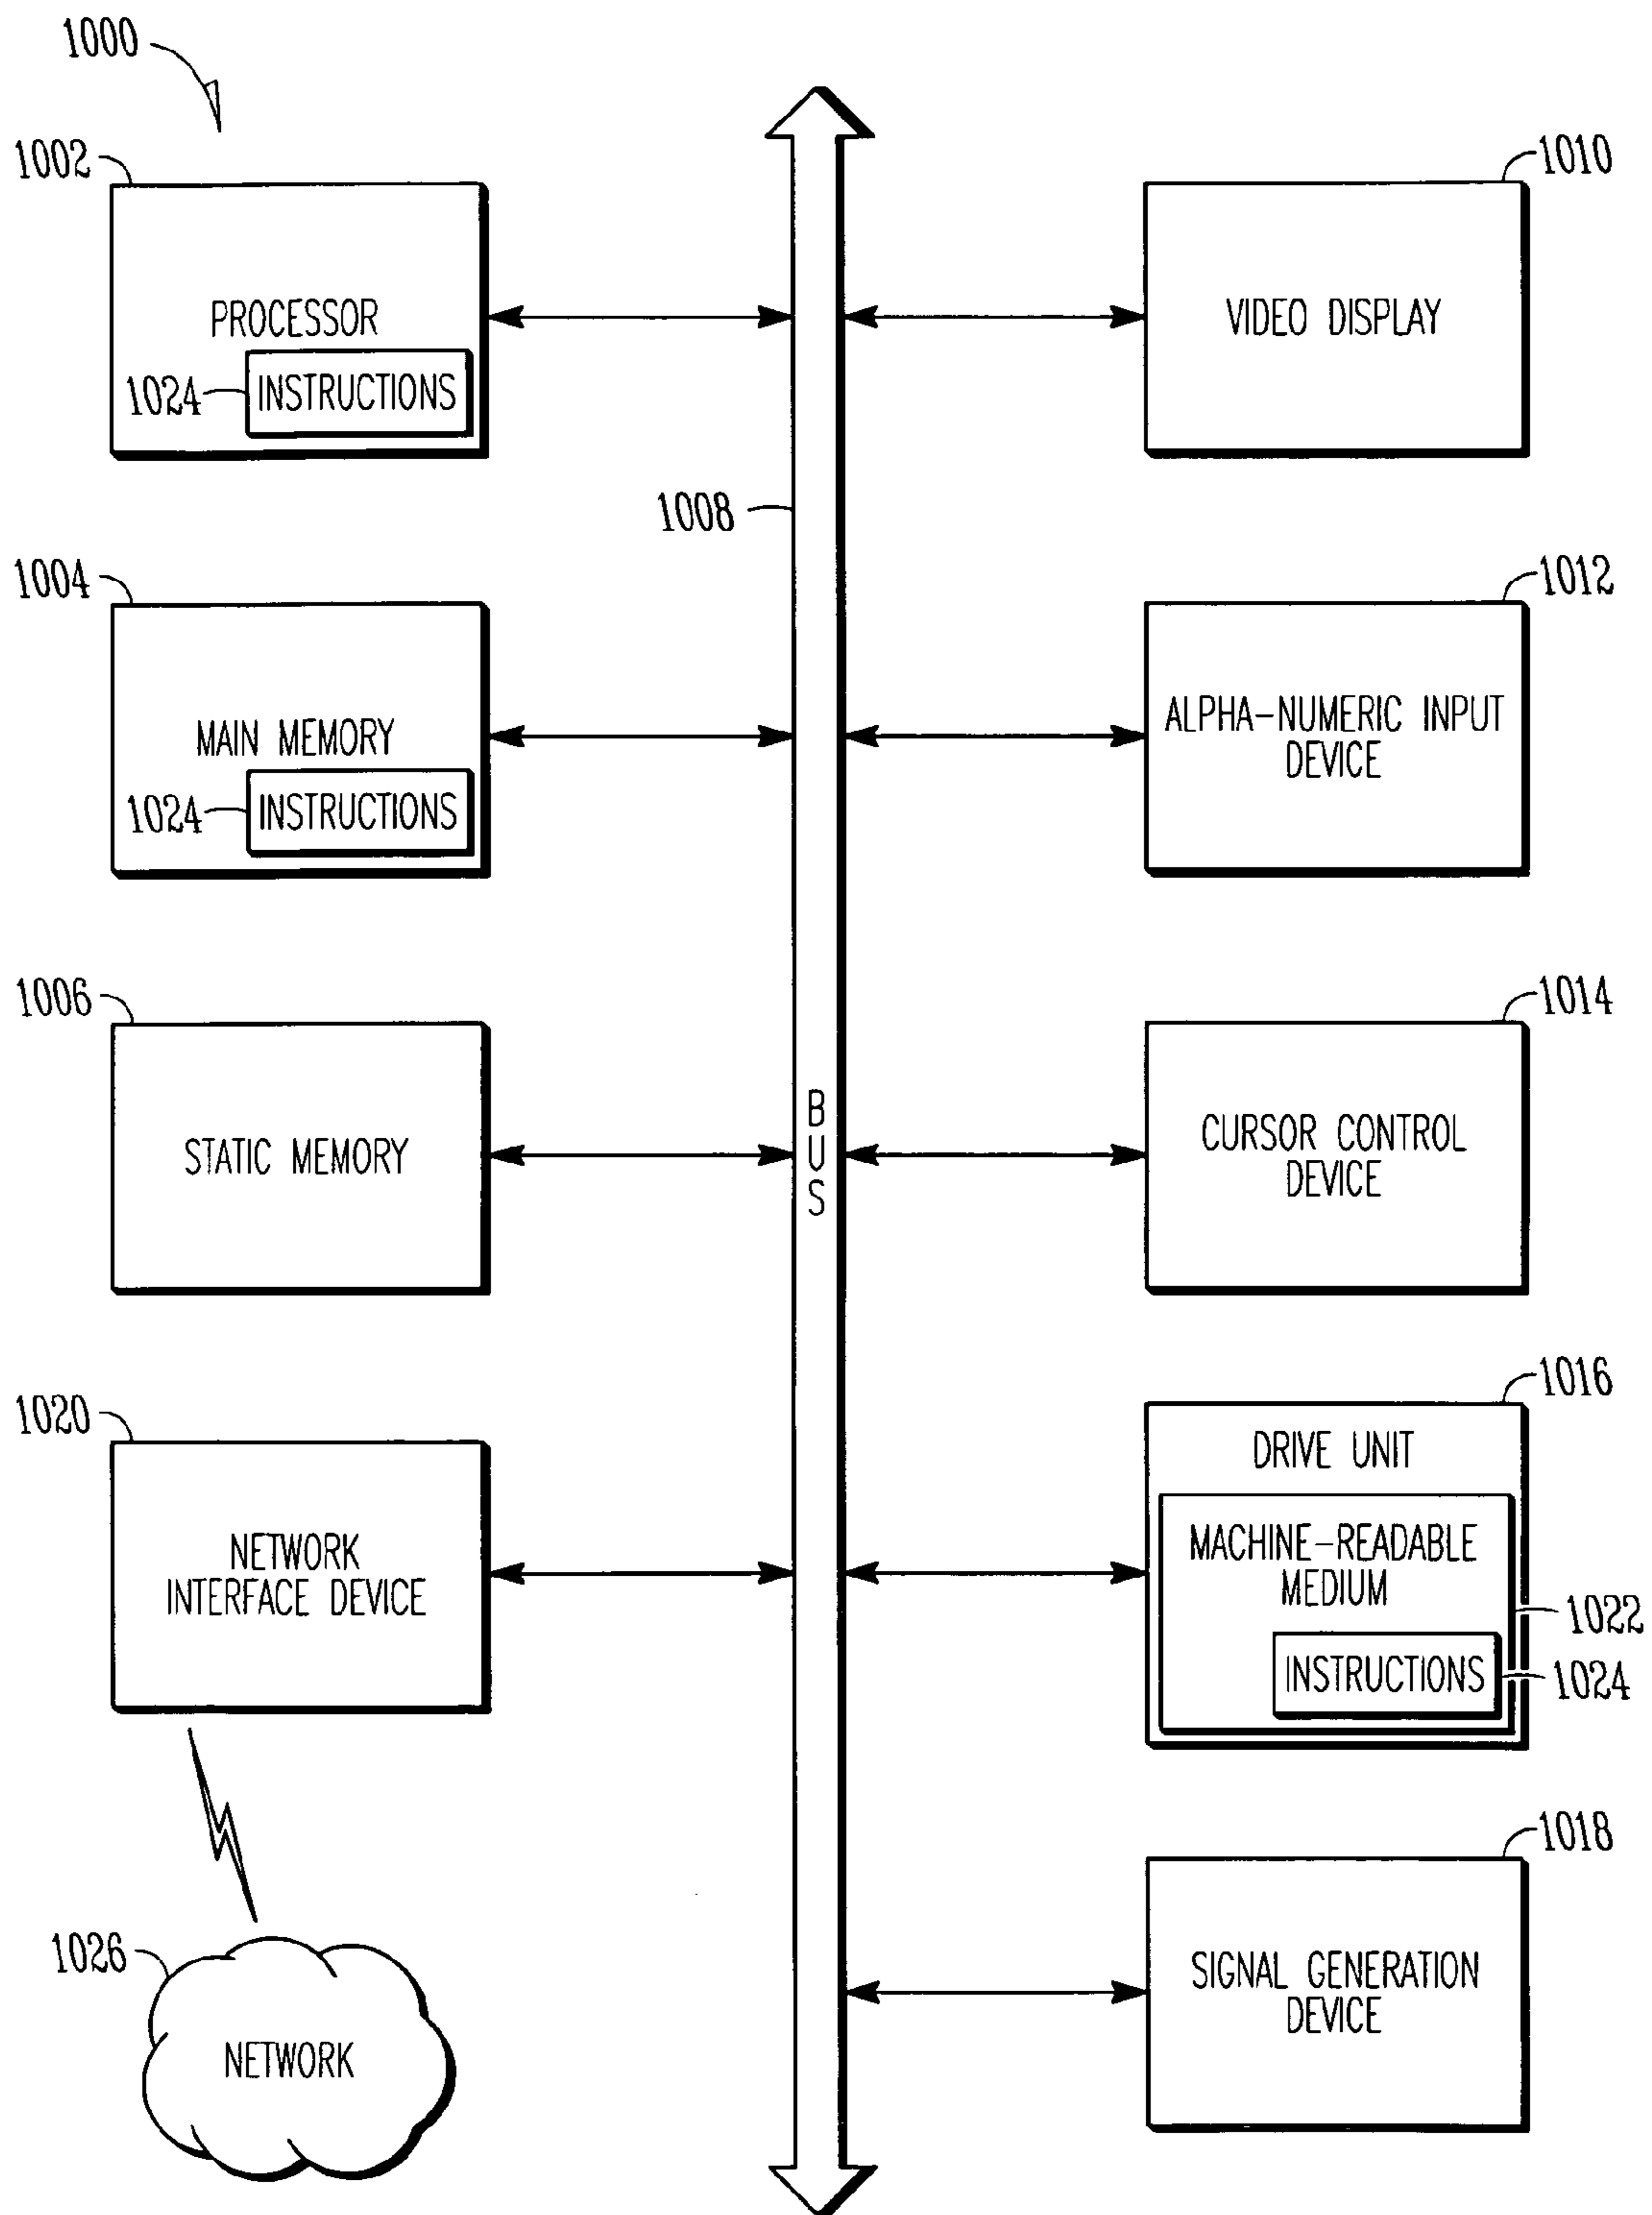 1000
1002
PROCESSOR
1024
INSTRUCTIONS
1004
MAIN MEMORY
1024
INSTRUCTIONS
1006
STATIC MEMORY
1020
NETWORK
INTERFACE DEVICE
1026
NETWORK
1008
B
U
S
1010
VIDEO DISPLAY
1012
ALPHA-NUMERIC INPUT
DEVICE
1014
CURSOR CONTROL
DEVICE
1016
DRIVE UNIT
MACHINE-READABLE
MEDIUM
1022
INSTRUCTIONS
1024
1018
SIGNAL GENERATION
DEVICE